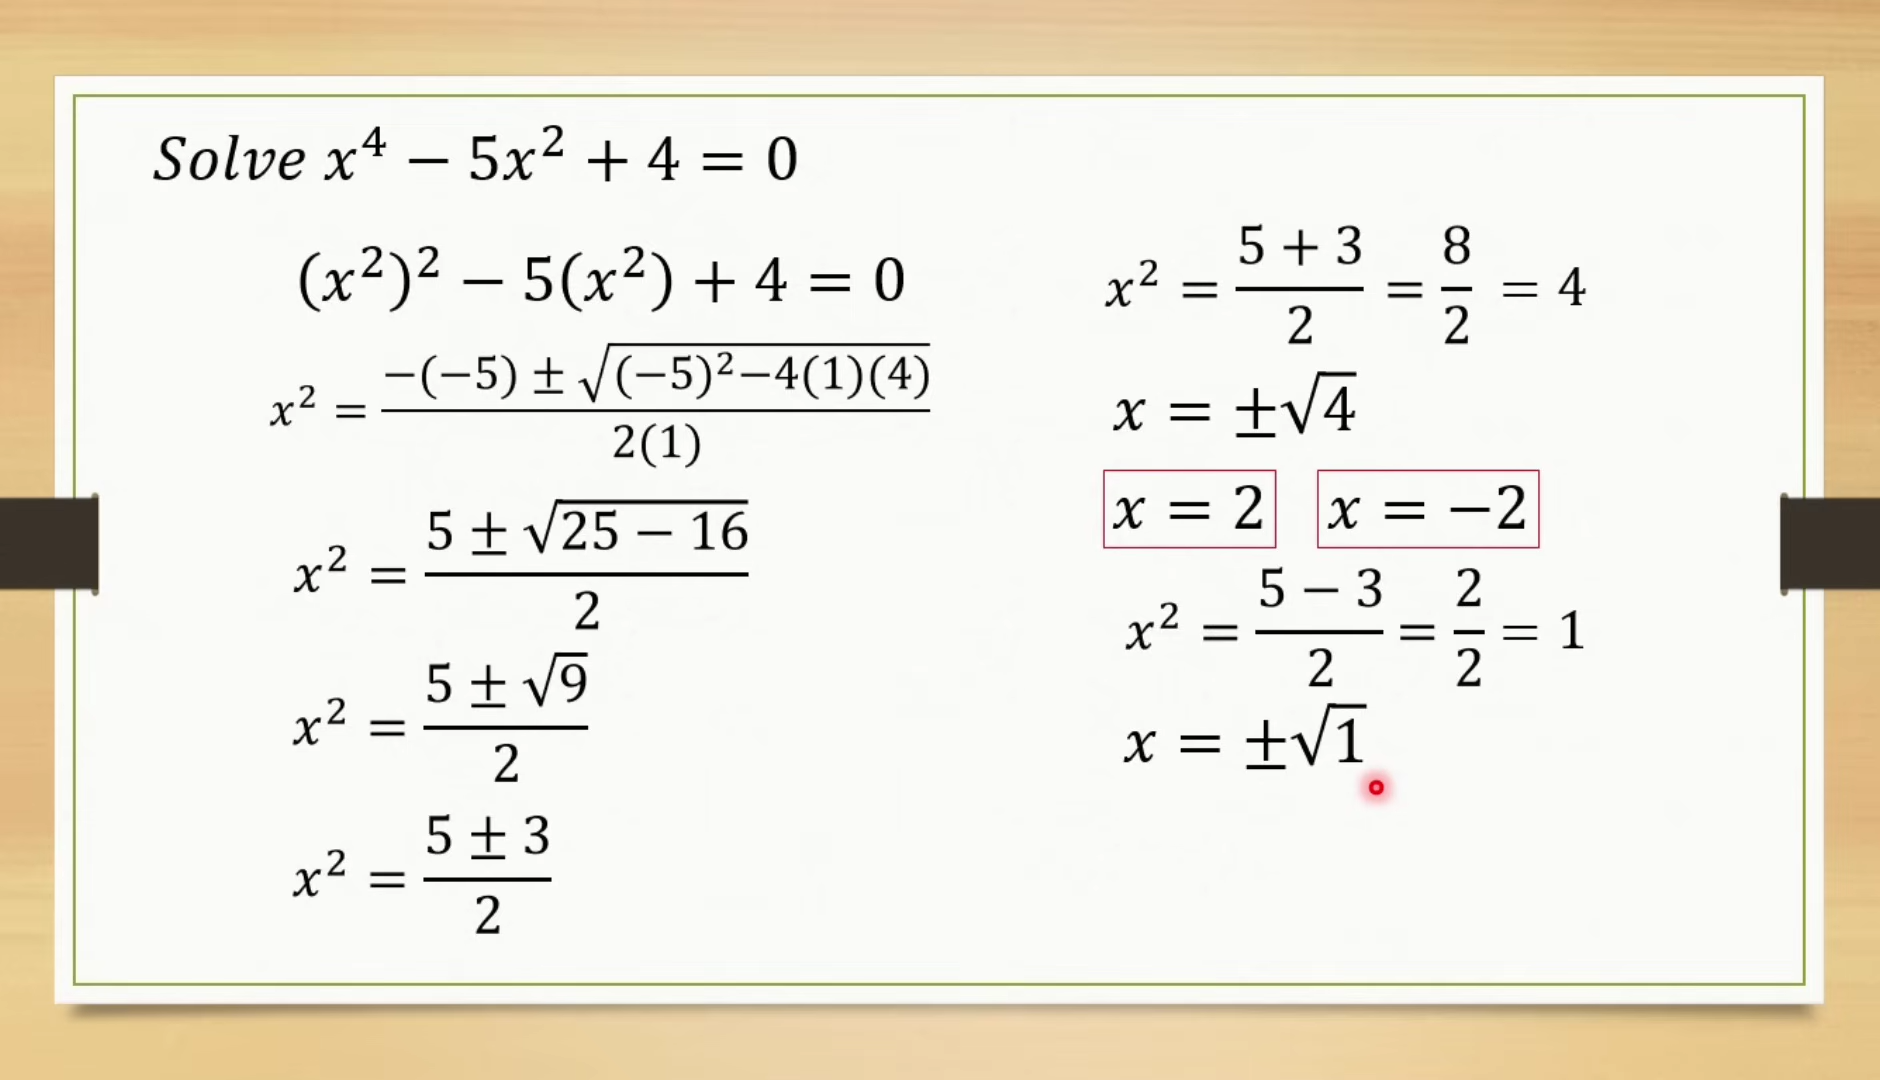 Solve x⁴ − 5x² + 4 = 0
(x²)² − 5(x²) + 4 = 0
x² = (−(−5) ± √((−5)²−4(1)(4))) / 2(1)
x² = (5 ± √(25 − 16)) / 2
x² = (5 ± √9) / 2
x² = (5 ± 3) / 2
x² = (5 + 3) / 2 = 8/2 = 4
x = ±√4
x = 2 x = −2
x² = (5 − 3) / 2 = 2/2 = 1
x = ±√1